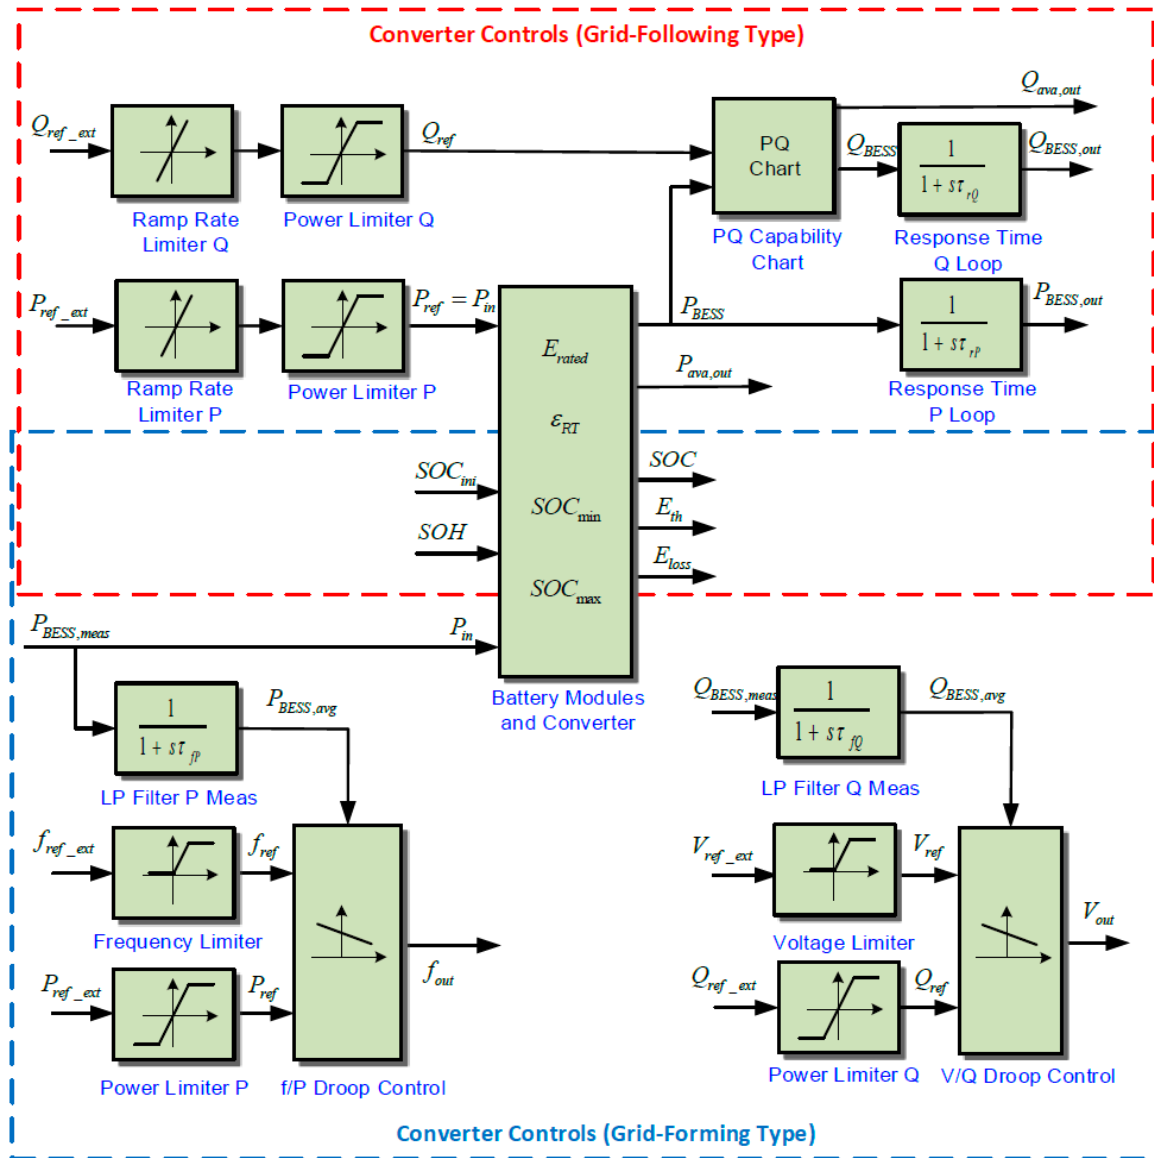 Converter Controls (Grid-Following Type)
Q_ref_ext
Ramp Rate
Limiter Q
Power Limiter Q
Q_ref
PQ
Chart
PQ Capability
Chart
Q_ava,out
Q_BESS
1
1 + sτ_rQ
Response Time
Q Loop
Q_BESS,out
P_ref_ext
Ramp Rate
Limiter P
Power Limiter P
P_ref = P_in
E_rated
ε_RT
SOC_min
SOC_max
Battery Modules
and Converter
P_BESS
P_ava,out
1
1 + sτ_rP
Response Time
P Loop
P_BESS,out
SOC_ini
SOH
SOC
E_th
E_loss
P_BESS,meas
P_in
1
1 + sτ_fP
LP Filter P Meas
P_BESS,avg
f_ref_ext
Frequency Limiter
f_ref
P_ref_ext
Power Limiter P
P_ref
f/P Droop Control
f_out
Q_BESS,meas
1
1 + sτ_fQ
LP Filter Q Meas
Q_BESS,avg
V_ref_ext
Voltage Limiter
V_ref
Q_ref_ext
Power Limiter Q
Q_ref
V/Q Droop Control
V_out
Converter Controls (Grid-Forming Type)